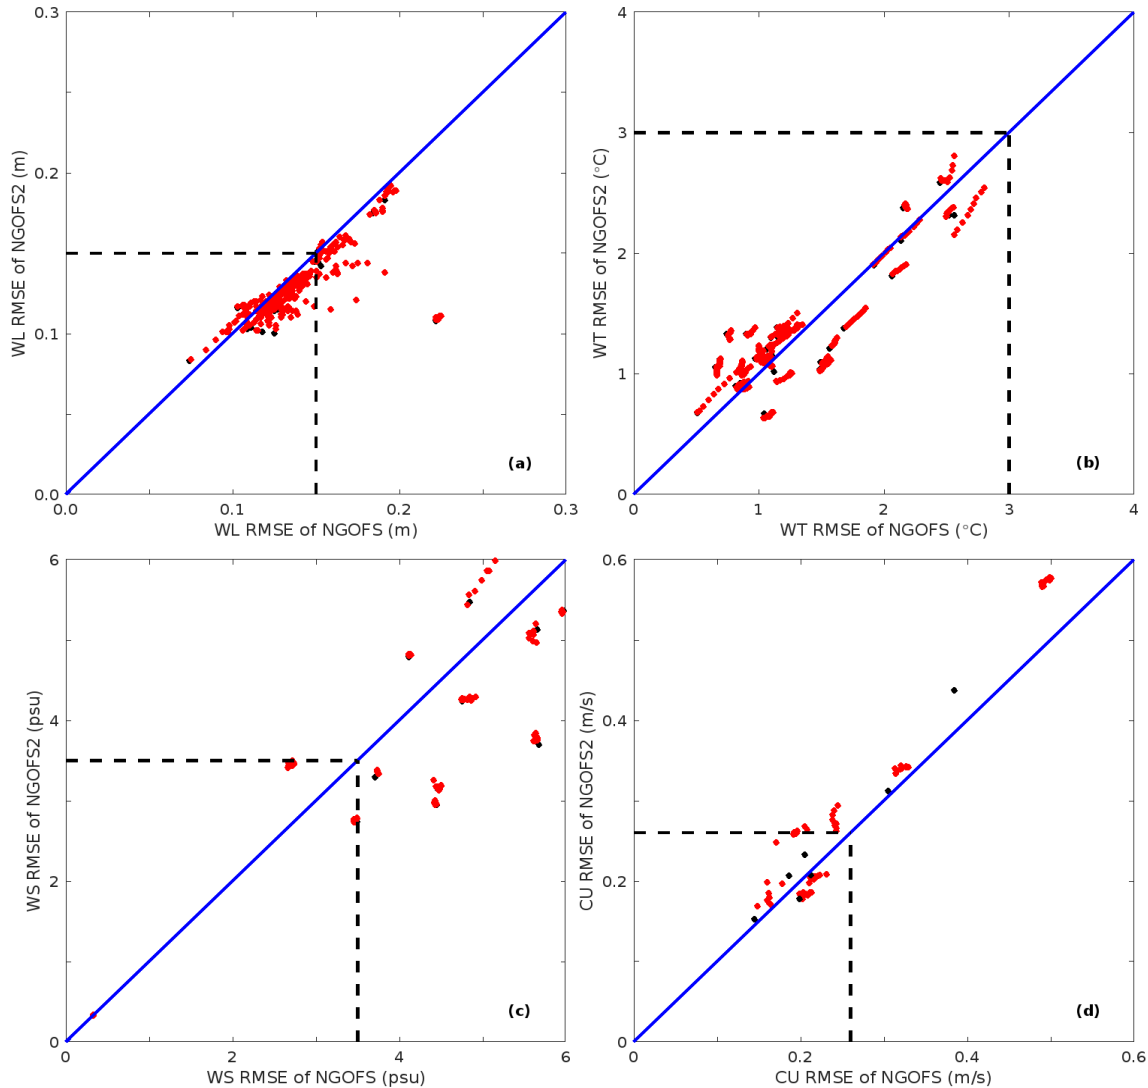 0.3
0.2
0.1
0.0
WL RMSE of NGOFS2 (m)
(a)
0.0 0.1 0.2 0.3
WL RMSE of NGOFS (m)
4
3
2
1
0
WT RMSE of NGOFS2 (°C)
(b)
0 1 2 3 4
WT RMSE of NGOFS (°C)
6
4
2
0
WS RMSE of NGOFS2 (psu)
(c)
0 2 4 6
WS RMSE of NGOFS (psu)
0.6
0.4
0.2
0
CU RMSE of NGOFS2 (m/s)
(d)
0 0.2 0.4 0.6
CU RMSE of NGOFS (m/s)